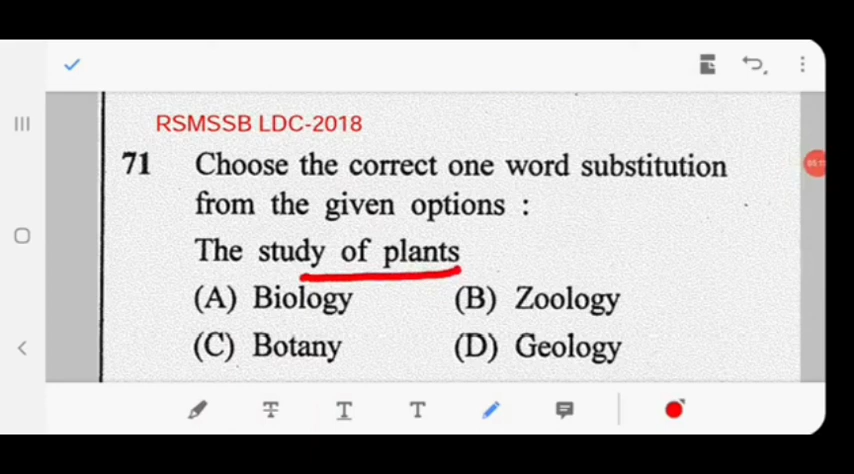 RSMSSB LDC-2018
71 Choose the correct one word substitution
from the given options :
The study of plants
(A) Biology (B) Zoology
(C) Botany (D) Geology
T T T